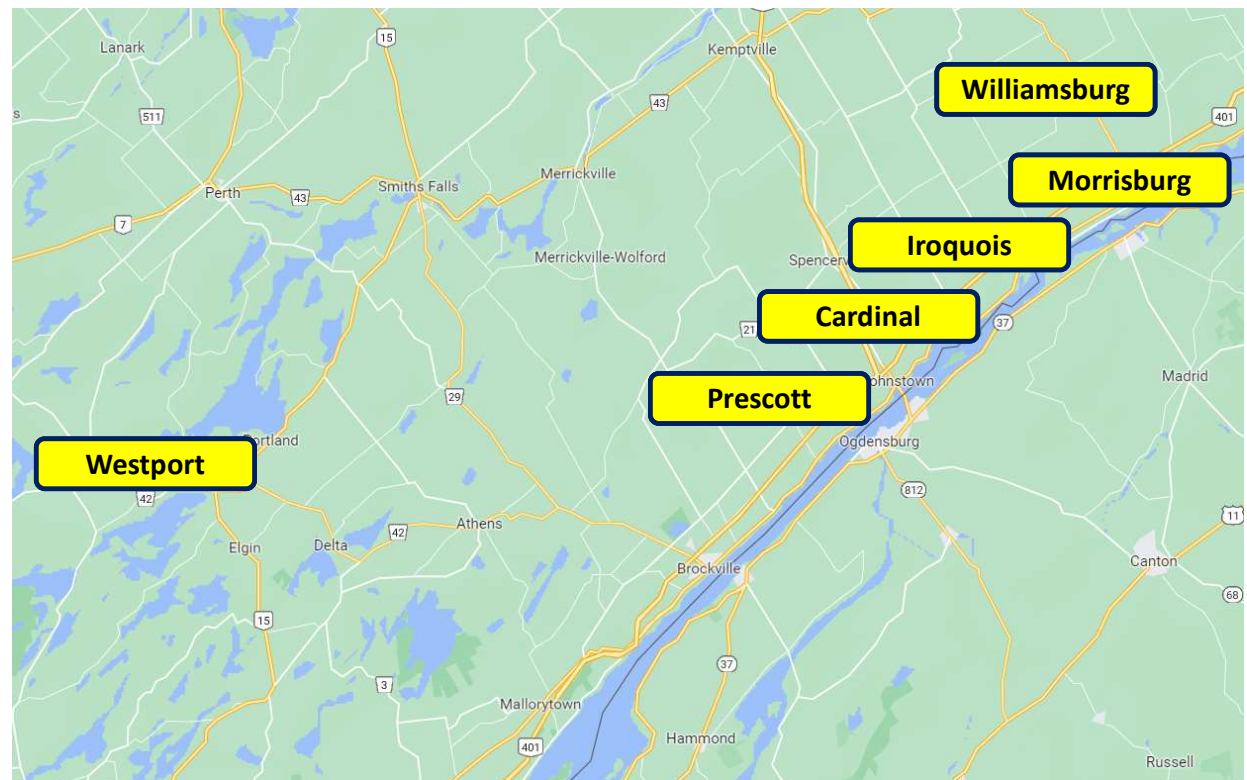 Lanark
15
Kemptville
Williamsburg
43
511
401
Merrickville
Morrisburg
Perth
43
Smiths Falls
7
Iroquois
Merrickville-Wolford
Spencerv
Cardinal
37
21
Madrid
ohnstown
Prescott
29
Ogdensburg
ortland
Westport
42
812
11
Athens
42
Elgin
Delta
Canton
Brockville
68
15
37
3
Mallorytown
Hammond
401
Russell